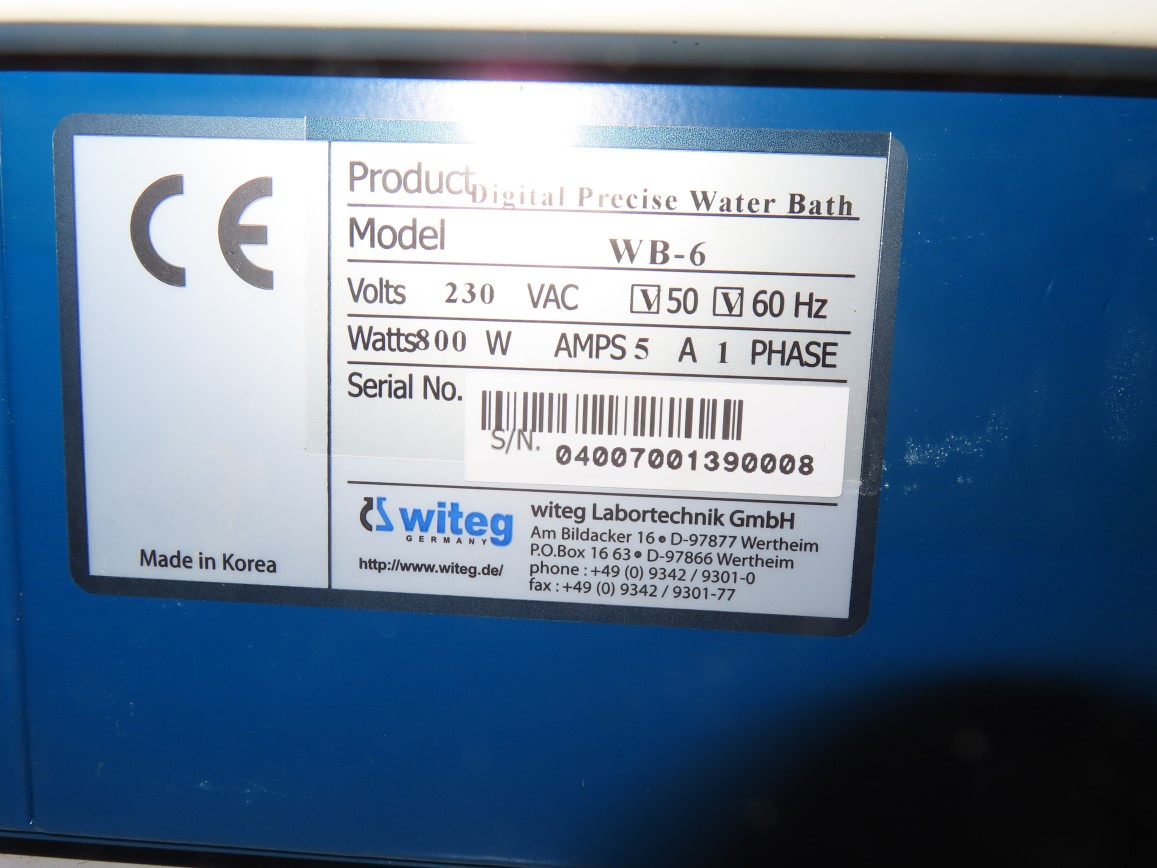 CE
Made in Korea
Product Digital Precise Water Bath
Model WB-6
Volts 230 VAC V 50 V 60 Hz
Watts 800 W AMPS 5 A 1 PHASE
Serial No.
S/N. 04007001390008
witeg
GERMANY
http://www.witeg.de/
witeg Labortechnik GmbH
Am Bildacker 16 • D-97877 Wertheim
P.O.Box 16 63 • D-97866 Wertheim
phone : +49 (0) 9342 / 9301-0
fax : +49 (0) 9342 / 9301-77